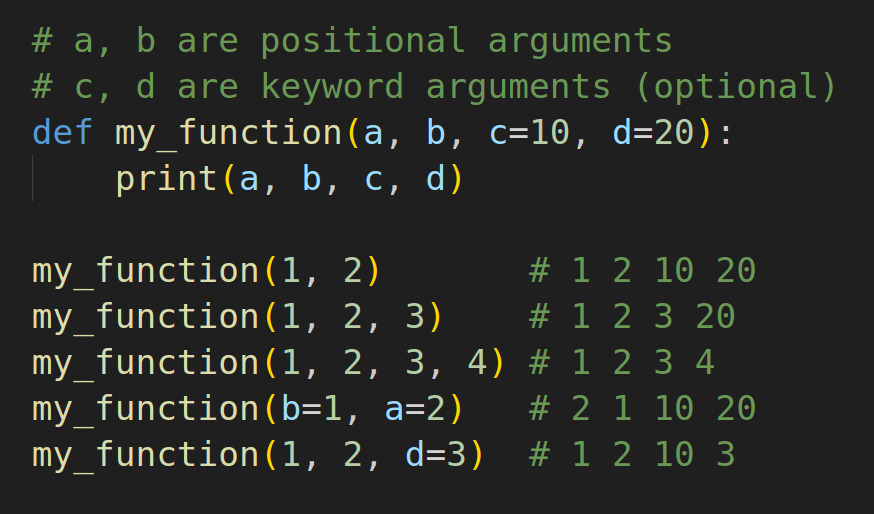 # a, b are positional arguments
# c, d are keyword arguments (optional)
def my_function(a, b, c=10, d=20):
    print(a, b, c, d)

my_function(1, 2)       # 1 2 10 20
my_function(1, 2, 3)    # 1 2 3 20
my_function(1, 2, 3, 4) # 1 2 3 4
my_function(b=1, a=2)   # 2 1 10 20
my_function(1, 2, d=3)  # 1 2 10 3